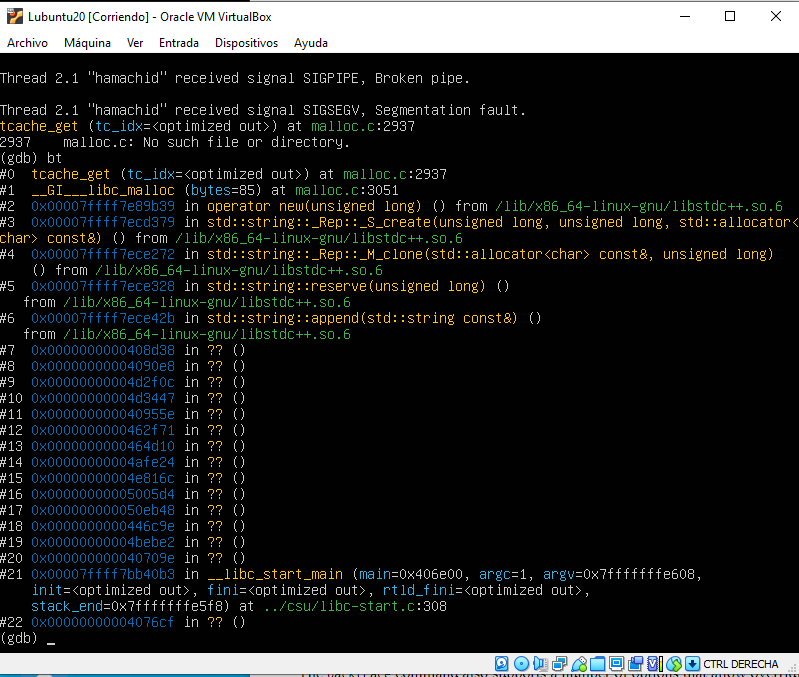 Lubuntu20 [Corriendo] - Oracle VM VirtualBox
Archivo Máquina Ver Entrada Dispositivos Ayuda
Thread 2.1 "hamachid" received signal SIGPIPE, Broken pipe.
Thread 2.1 "hamachid" received signal SIGSEGV, Segmentation fault.
tcache_get (tc_idx=<optimized out>) at malloc.c:2937
2937 malloc.c: No such file or directory.
(gdb) bt
#0 tcache_get (tc_idx=<optimized out>) at malloc.c:2937
#1 __GI___libc_malloc (bytes=85) at malloc.c:3051
#2 0x00007ffff7e89b39 in operator new(unsigned long) () from /lib/x86_64-linux-gnu/libstdc++.so.6
#3 0x00007ffff7ecd379 in std::string::_Rep::_S_create(unsigned long, unsigned long, std::allocator<
char> const&) () from /lib/x86_64-linux-gnu/libstdc++.so.6
#4 0x00007ffff7ece272 in std::string::_Rep::_M_clone(std::allocator<char> const&, unsigned long)
() from /lib/x86_64-linux-gnu/libstdc++.so.6
#5 0x00007ffff7ece328 in std::string::reserve(unsigned long) ()
from /lib/x86_64-linux-gnu/libstdc++.so.6
#6 0x00007ffff7ece42b in std::string::append(std::string const&) ()
from /lib/x86_64-linux-gnu/libstdc++.so.6
#7 0x0000000000408d38 in ?? ()
#8 0x00000000004090e8 in ?? ()
#9 0x00000000004d2f0c in ?? ()
#10 0x00000000004d3447 in ?? ()
#11 0x000000000040955e in ?? ()
#12 0x0000000000462f71 in ?? ()
#13 0x0000000000464d10 in ?? ()
#14 0x00000000004afe24 in ?? ()
#15 0x00000000004e816c in ?? ()
#16 0x00000000005005d4 in ?? ()
#17 0x000000000050eb48 in ?? ()
#18 0x0000000000446c9e in ?? ()
#19 0x00000000004bebe2 in ?? ()
#20 0x000000000040709e in ?? ()
#21 0x00007ffff7bb40b3 in __libc_start_main (main=0x406e00, argc=1, argv=0x7fffffffe608,
init=<optimized out>, fini=<optimized out>, rtld_fini=<optimized out>,
stack_end=0x7fffffffe5f8) at ../csu/libc-start.c:308
#22 0x00000000004076cf in ?? ()
(gdb) _
CTRL DERECHA